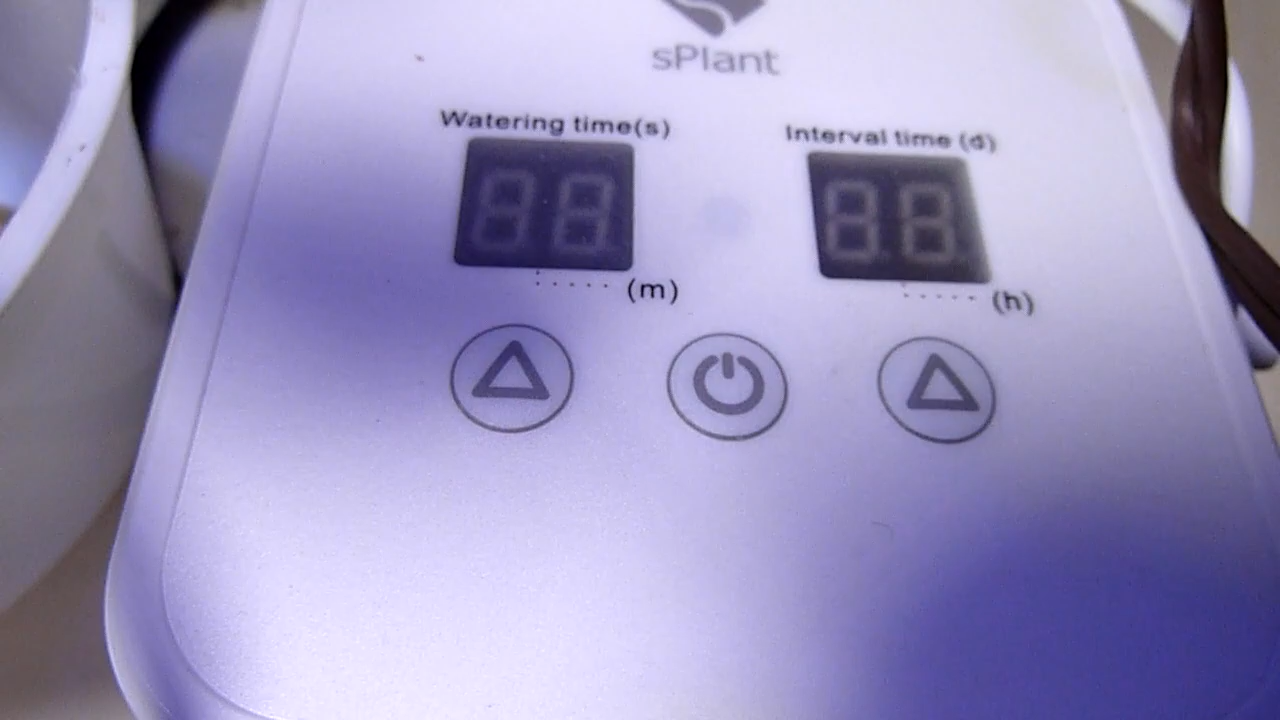 sPlant
Watering time(s)
Interval time (d)
(m)
(h)